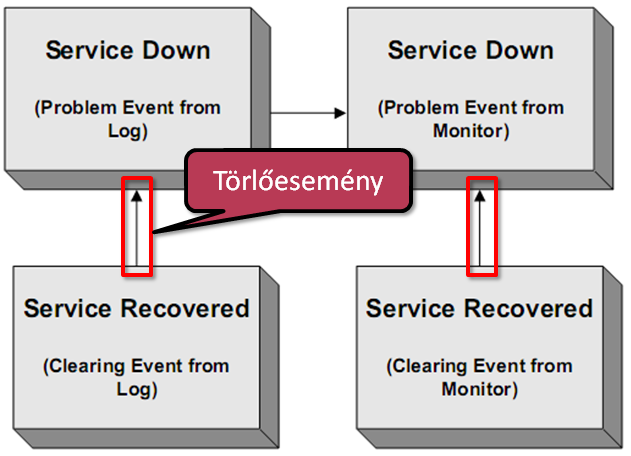 Service Down
(Problem Event from
Log)
Service Down
(Problem Event from
Monitor)
Törlőesemény
Service Recovered
(Clearing Event from
Log)
Service Recovered
(Clearing Event from
Monitor)